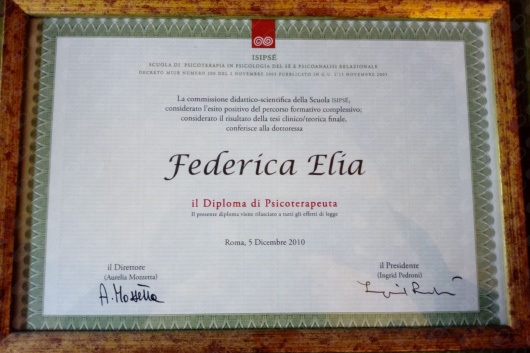 ISIPSÉ
SCUOLA DI PSICOTERAPIA IN PSICOLOGIA DEL SÉ E PSICOANALISI RELAZIONALE
La commissione didattico-scientifica della Scuola ISIPSÉ,
considerato l'esito positivo del percorso formativo complessivo;
considerato il risultato della tesi clinico/teorica finale,
conferisce alla dottoressa
Federica Elia
il Diploma di Psicoterapeuta
Il presente diploma viene rilasciato a tutti gli effetti di legge
Roma, 5 Dicembre 2010
il Direttore
(Aurelia Mozzetta)
il Presidente
(Ingrid Pedroni)